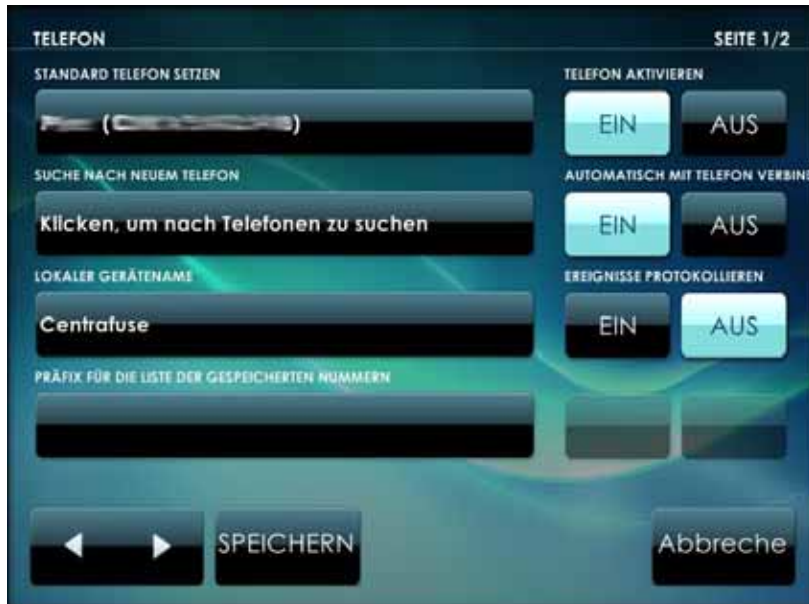 TELEFON
SEITE 1/2
STANDARD TELEFON SETZEN
TELEFON AKTIVIEREN
EIN
AUS
SUCHE NACH NEUEM TELEFON
AUTOMATISCH MIT TELEFON VERBIND
Klicken, um nach Telefonen zu suchen
EIN
AUS
LOKALER GERÄTENAME
EREIGNISSE PROTOKOLLIEREN
Centrafuse
EIN
AUS
PRÄFIX FÜR DIE LISTE DER GESPEICHERTEN NUMMERN
SPEICHERN
Abbreche